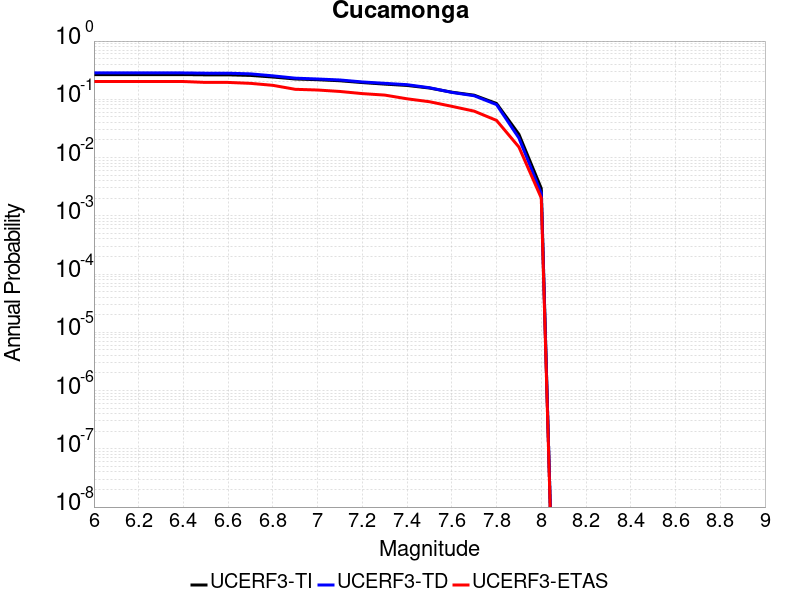 Cucamonga
Annual Probability
10^0
10^-1
10^-2
10^-3
10^-4
10^-5
10^-6
10^-7
10^-8
6 6.2 6.4 6.6 6.8 7 7.2 7.4 7.6 7.8 8 8.2 8.4 8.6 8.8 9
Magnitude
UCERF3-TI UCERF3-TD UCERF3-ETAS